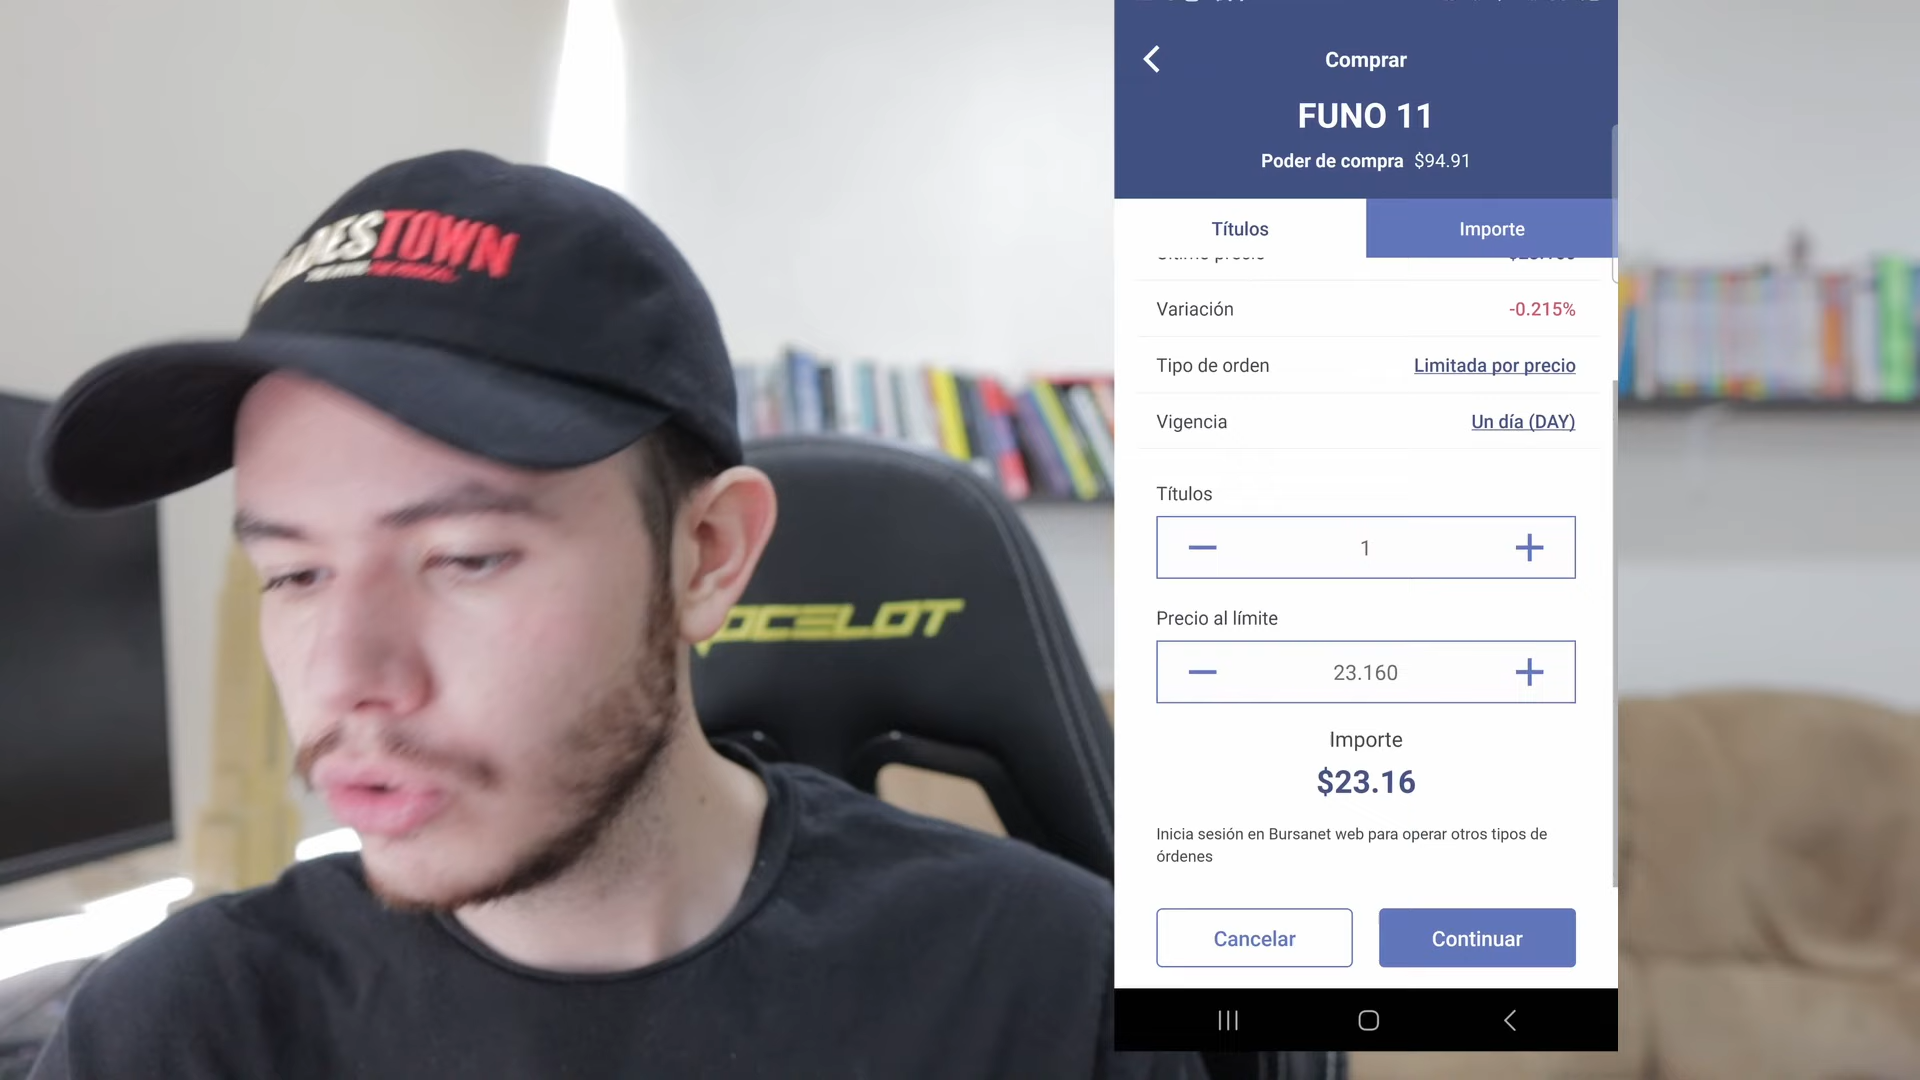 Comprar
FUNO 11
Poder de compra $94.91
Títulos
Importe
Variación
-0.215%
Tipo de orden
Limitada por precio
Vigencia
Un día (DAY)
Títulos
1
Precio al límite
23.160
Importe
$23.16
Inicia sesión en Bursanet web para operar otros tipos de
órdenes
Cancelar
Continuar
TOWN
OCELOT